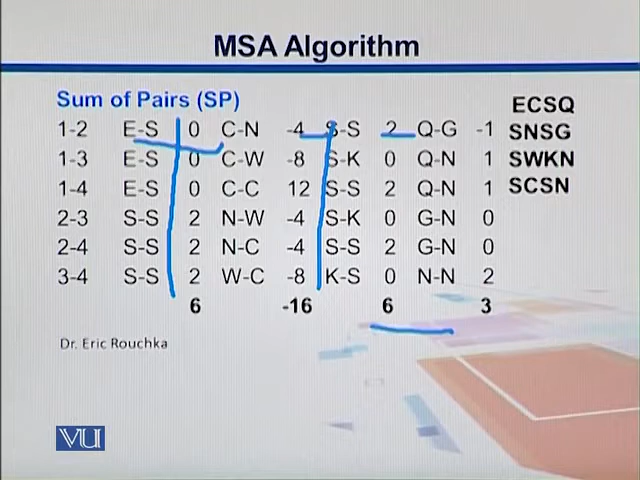 MSA Algorithm
Sum of Pairs (SP)
ECSQ
1-2 E-S 0 C-N -4 S-S 2 Q-G -1
SNSG
1-3 E-S 0 C-W -8 S-K 0 Q-N 1
SWKN
1-4 E-S 0 C-C 12 S-S 2 Q-N 1
SCSN
2-3 S-S 2 N-W -4 S-K 0 G-N 0
2-4 S-S 2 N-C -4 S-S 2 G-N 0
3-4 S-S 2 W-C -8 K-S 0 N-N 2
6 -16 6 3
Dr. Eric Rouchka
VU